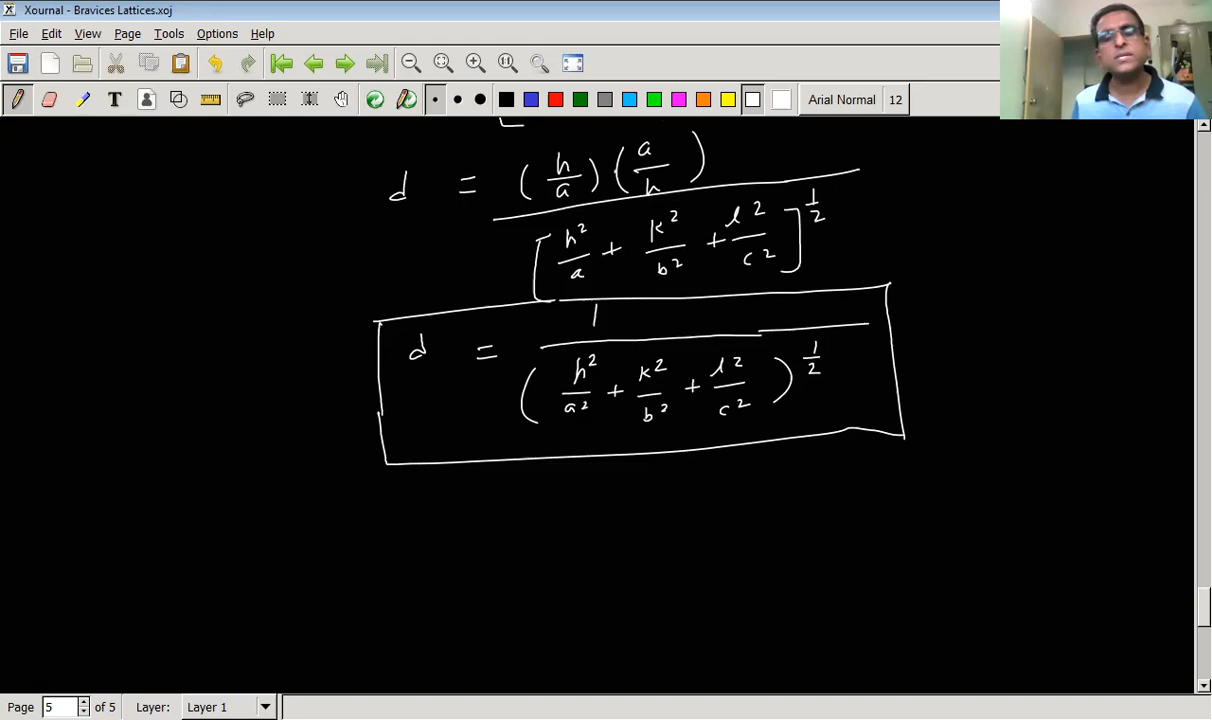 Xournal - Bravices Lattices.xoj
File Edit View Page Tools Options Help
Arial Normal 12
d = (h/a) (a/h) / [h²/a + k²/b² + l²/c²]^1/2
d = 1 / (h²/a² + k²/b² + l²/c²)^1/2
Page 5 of 5 Layer: Layer 1